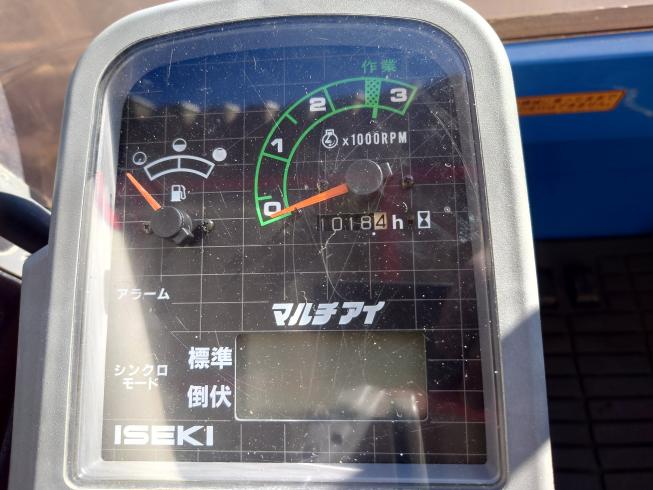 作業
0 1 2 3
x1000RPM
0184h
アラーム
マルチアイ
シンクロ
モード
標準
倒伏
ISEKI